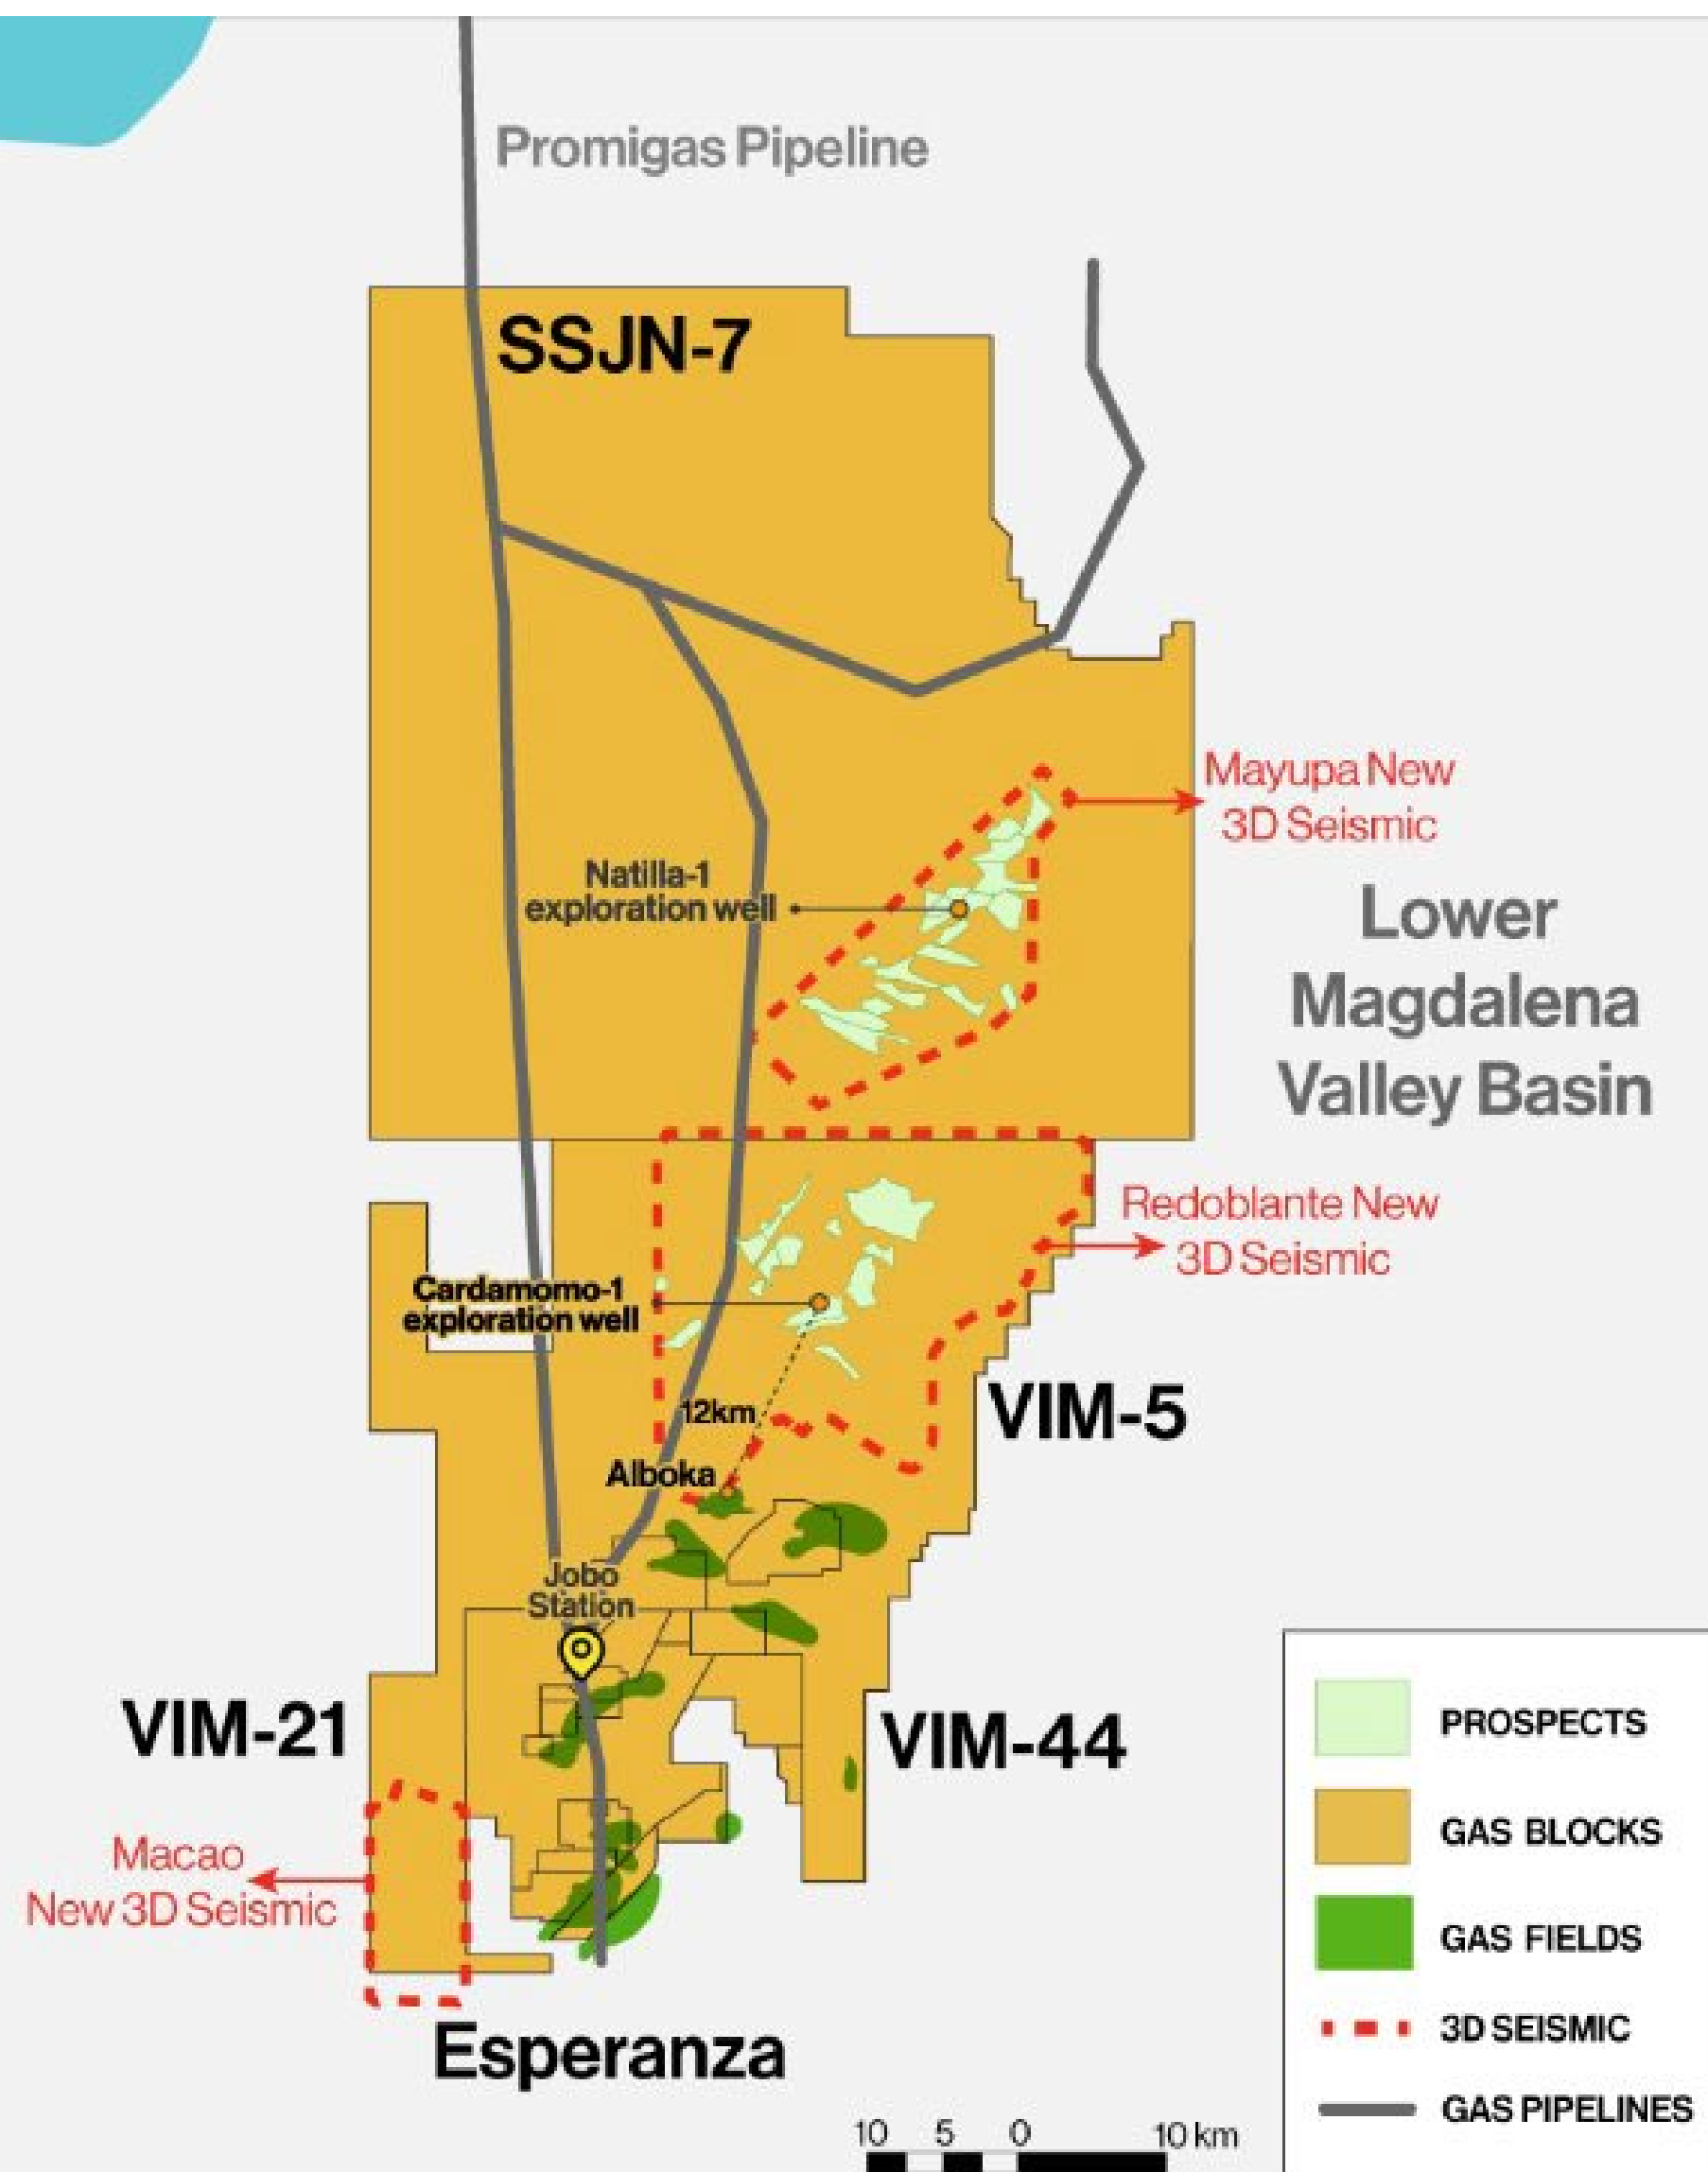 Promigas Pipeline
SSJN-7
Mayupa New
3D Seismic
Natilla-1
exploration well
Lower
Magdalena
Valley Basin
Redoblante New
3D Seismic
Cardamomo-1
exploration well
VIM-5
12km
Alboka
Jobo
Station
VIM-21
VIM-44
Macao
New 3D Seismic
Esperanza
PROSPECTS
GAS BLOCKS
GAS FIELDS
3D SEISMIC
GAS PIPELINES
10 5 0 10 km